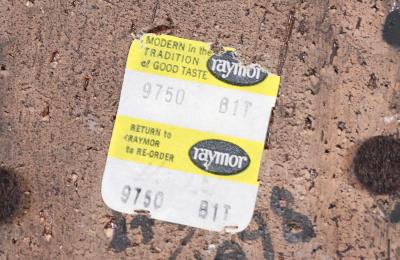 MODERN in the
TRADITION
of GOOD TASTE
raymor
9750 B1T
RETURN to
RAYMOR
to RE-ORDER
raymor
9750 B1T